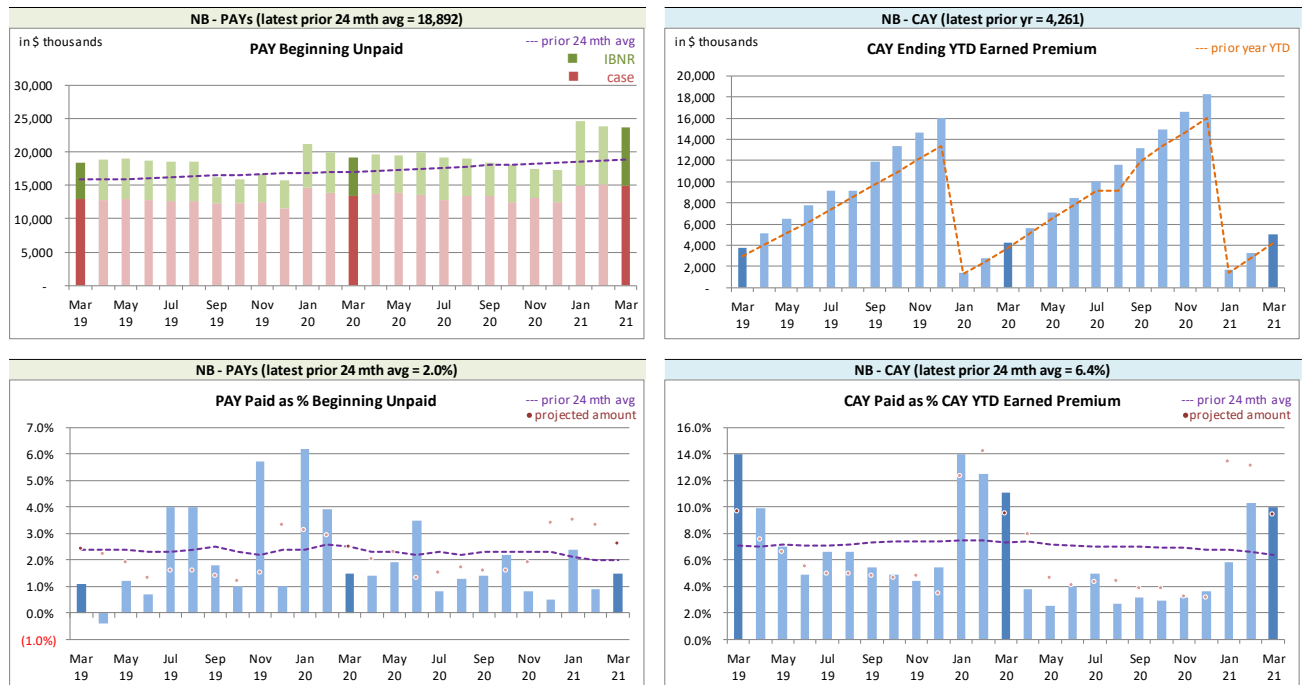 NB - PAYs (latest prior 24 mth avg = 18,892)
in $ thousands
PAY Beginning Unpaid
--- prior 24 mth avg
IBNR
case
30,000
25,000
20,000
15,000
10,000
5,000
-
Mar May Jul Sep Nov Jan Mar May Jul Sep Nov Jan Mar
19 19 19 19 19 20 20 20 20 20 20 21 21
NB - CAY (latest prior yr = 4,261)
in $ thousands
CAY Ending YTD Earned Premium
--- prior year YTD
20,000
18,000
16,000
14,000
12,000
10,000
8,000
6,000
4,000
2,000
-
Mar May Jul Sep Nov Jan Mar May Jul Sep Nov Jan Mar
19 19 19 19 19 20 20 20 20 20 20 21 21
NB - PAYs (latest prior 24 mth avg = 2.0%)
PAY Paid as % Beginning Unpaid
--- prior 24 mth avg
projected amount
7.0%
6.0%
5.0%
4.0%
3.0%
2.0%
1.0%
0.0%
(1.0%)
Mar May Jul Sep Nov Jan Mar May Jul Sep Nov Jan Mar
19 19 19 19 19 20 20 20 20 20 20 21 21
NB - CAY (latest prior 24 mth avg = 6.4%)
CAY Paid as % CAY YTD Earned Premium
--- prior 24 mth avg
projected amount
16.0%
14.0%
12.0%
10.0%
8.0%
6.0%
4.0%
2.0%
0.0%
Mar May Jul Sep Nov Jan Mar May Jul Sep Nov Jan Mar
19 19 19 19 19 20 20 20 20 20 20 21 21